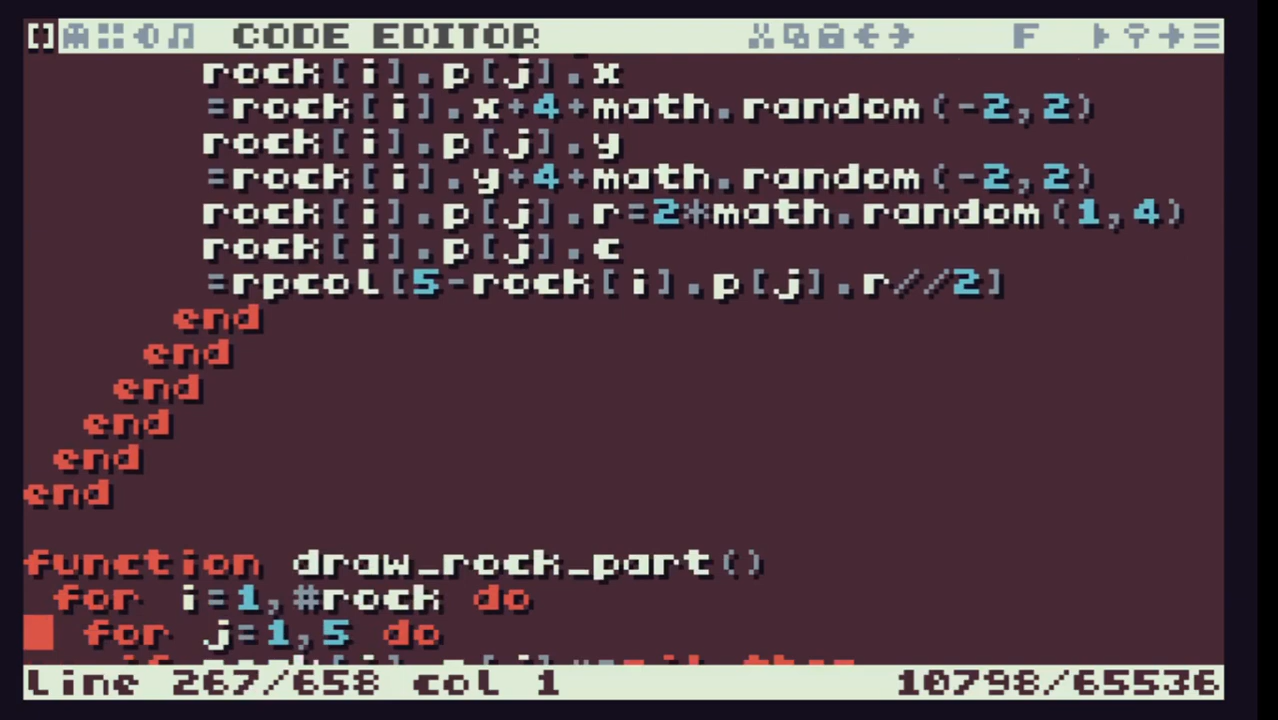 CODE EDITOR F
rock[i].p[j].x
=rock[i].x+4+math.random(-2,2)
rock[i].p[j].y
=rock[i].y+4+math.random(-2,2)
rock[i].p[j].r=2*math.random(1,4)
rock[i].p[j].c
=rpcol[5-rock[i].p[j].r//2]
end
end
end
end
end
end
function draw_rock_part()
for i=1,#rock do
for j=1,5 do
line 267/658 col 1
10798/65536